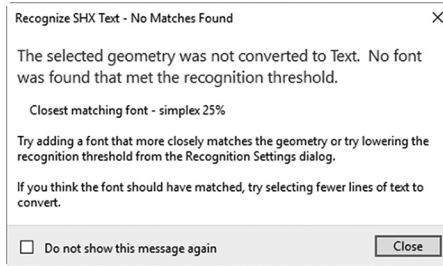 Recognize SHX Text - No Matches Found
The selected geometry was not converted to Text. No font
was found that met the recognition threshold.
Closest matching font - simplex 25%
Try adding a font that more closely matches the geometry or try lowering the
recognition threshold from the Recognition Settings dialog.
If you think the font should have matched, try selecting fewer lines of text to
convert.
Do not show this message again
Close